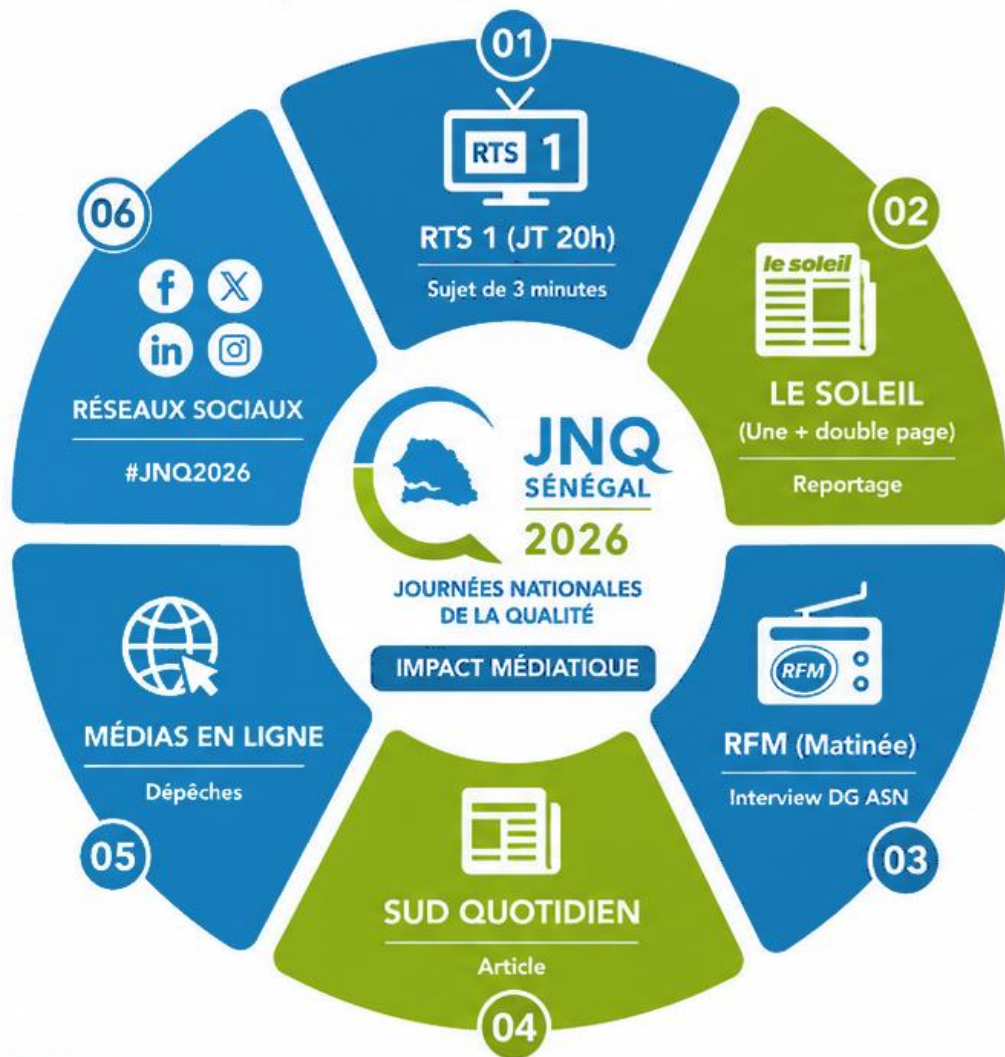 01
RTS 1
RTS 1 (JT 20h)
Sujet de 3 minutes
02
le soleil
LE SOLEIL
(Une + double page)
Reportage
RFM
RFM (Matinée)
Interview DG ASN
03
SUD QUOTIDIEN
Article
04
MÉDIAS EN LIGNE
Dépêches
05
06
f X
in
RÉSEAUX SOCIAUX
#JNQ2026
JNQ
SÉNÉGAL
2026
JOURNÉES NATIONALES
DE LA QUALITÉ
IMPACT MÉDIATIQUE